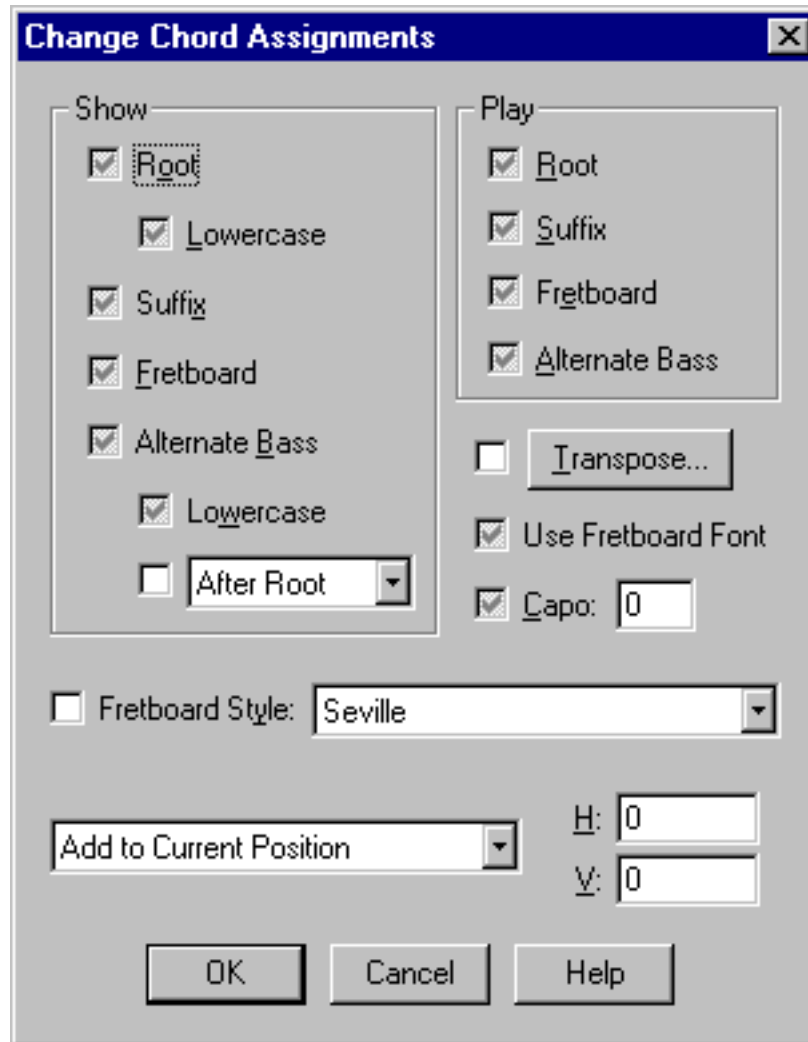 Change Chord Assignments
Show
Root
Lowercase
Suffix
Fretboard
Alternate Bass
Lowercase
After Root
Play
Root
Suffix
Fretboard
Alternate Bass
Transpose...
Use Fretboard Font
Capo: 0
Fretboard Style: Seville
Add to Current Position
H: 0
V: 0
OK Cancel Help